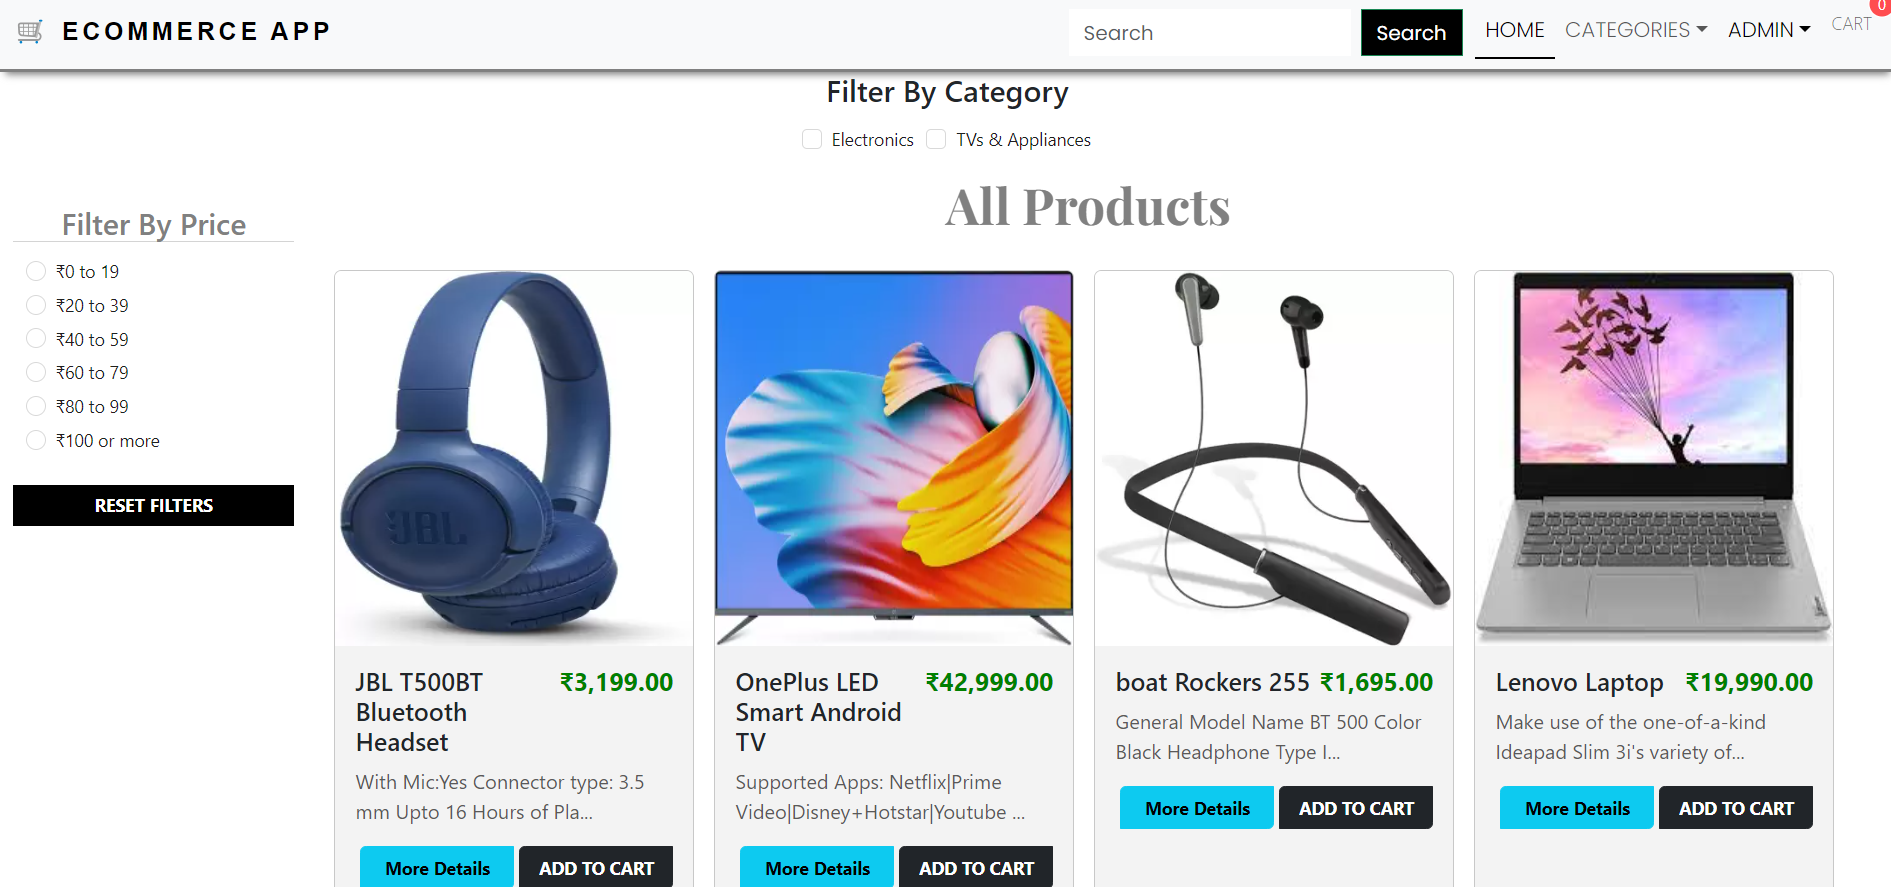 ECOMMERCE APP
Search
Search
HOME
CATEGORIES
ADMIN
CART
0
Filter By Category
Electronics
TVs & Appliances
All Products
Filter By Price
₹0 to 19
₹20 to 39
₹40 to 59
₹60 to 79
₹80 to 99
₹100 or more
RESET FILTERS
JBL
JBL T500BT
Bluetooth
Headset
₹3,199.00
With Mic:Yes Connector type: 3.5
mm Upto 16 Hours of Pla...
More Details
ADD TO CART
OnePlus LED
Smart Android
TV
₹42,999.00
Supported Apps: Netflix|Prime
Video|Disney+Hotstar|Youtube ...
More Details
ADD TO CART
boat Rockers 255
₹1,695.00
General Model Name BT 500 Color
Black Headphone Type I...
More Details
ADD TO CART
Lenovo Laptop
₹19,990.00
Make use of the one-of-a-kind
Ideapad Slim 3i's variety of...
More Details
ADD TO CART